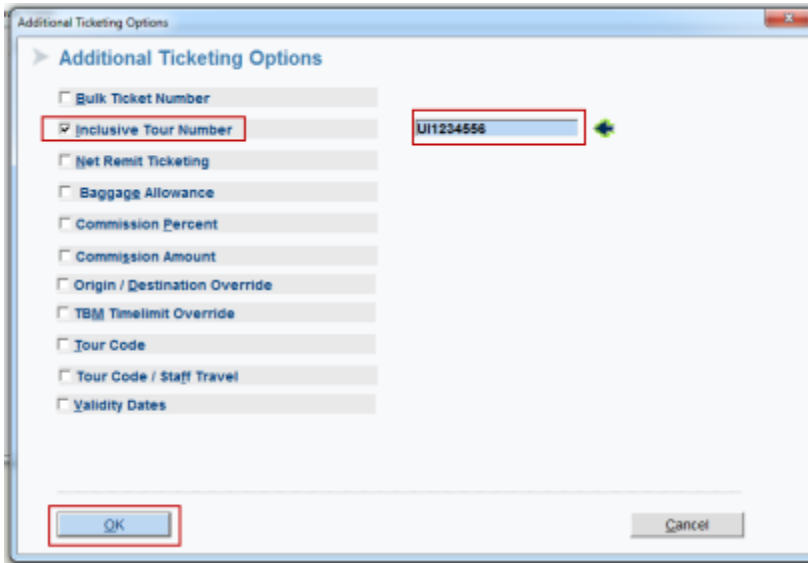 Additional Ticketing Options
Additional Ticketing Options
Bulk Ticket Number
Inclusive Tour Number UI1234556
Net Remit Ticketing
Baggage Allowance
Commission Percent
Commission Amount
Origin / Destination Override
TBM Timelimit Override
Tour Code
Tour Code / Staff Travel
Validity Dates
OK Cancel